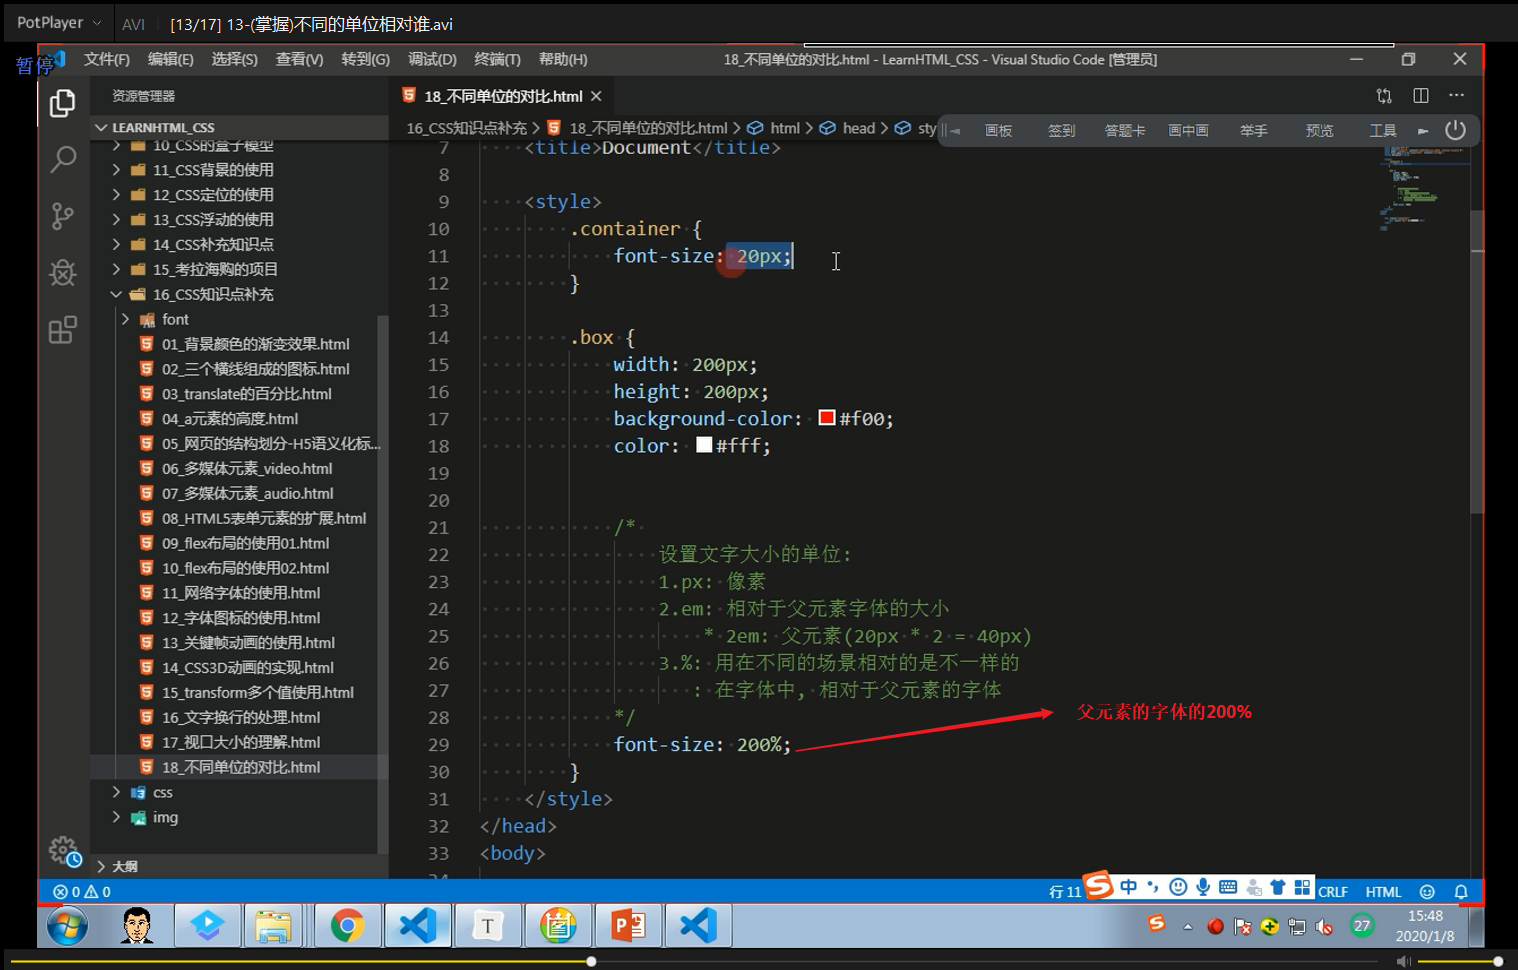 PotPlayer
AVI
[13/17] 13-(掌握)不同的单位相对谁.avi
暂停
文件(F) 编辑(E) 选择(S) 查看(V) 转到(G) 调试(D) 终端(T) 帮助(H)
18_不同单位的对比.html - LearnHTML_CSS - Visual Studio Code [管理员]
资源管理器
18_不同单位的对比.html
LEARNHTML_CSS
16_CSS知识点补充 > 18_不同单位的对比.html > html > head > sty
画板 签到 答题卡 画中画 举手 预览 工具
10_CSS的盒子模型
11_CSS背景的使用
12_CSS定位的使用
13_CSS浮动的使用
14_CSS补充知识点
15_考拉海购的项目
16_CSS知识点补充
font
01_背景颜色的渐变效果.html
02_三个横线组成的图标.html
03_translate的百分比.html
04_a元素的高度.html
05_网页的结构划分-H5语义化标...
06_多媒体元素_video.html
07_多媒体元素_audio.html
08_HTML5表单元素的扩展.html
09_flex布局的使用01.html
10_flex布局的使用02.html
11_网络字体的使用.html
12_字体图标的使用.html
13_关键帧动画的使用.html
14_CSS3D动画的实现.html
15_transform多个值使用.html
16_文字换行的处理.html
17_视口大小的理解.html
18_不同单位的对比.html
css
img
大纲
7 <title>Document</title>
8
9 <style>
10 .container {
11 font-size: 20px;
12 }
13
14 .box {
15 width: 200px;
16 height: 200px;
17 background-color: #f00;
18 color: #fff;
19
20
21 /*
22 设置文字大小的单位:
23 1.px: 像素
24 2.em: 相对于父元素字体的大小
25 * 2em: 父元素(20px * 2 = 40px)
26 3.%: 用在不同的场景相对的是不一样的
27 : 在字体中, 相对于父元素的字体
28 */
29 font-size: 200%;
30 }
31 </style>
32 </head>
33 <body>
父元素的字体的200%
0 0
行 11
中
CRLF HTML
27
15:48
2020/1/8